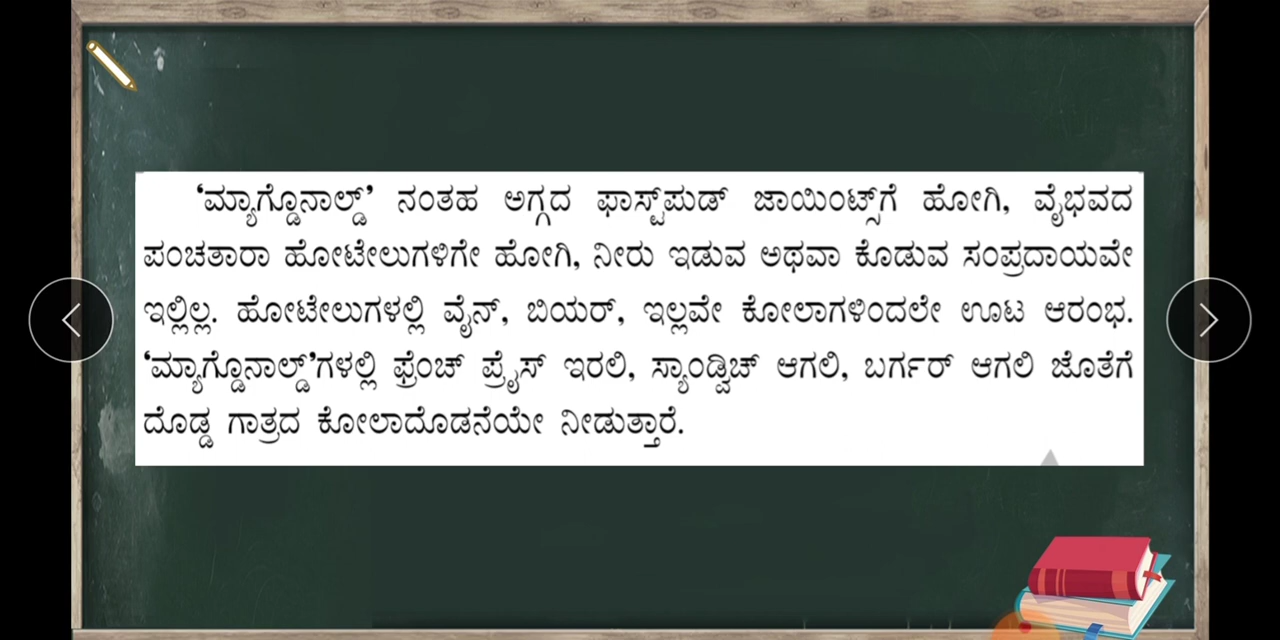 ‘ಮ್ಯಾಗ್ಡೊನಾಲ್ಡ್’ ನಂತಹ ಅಗ್ಗದ ಫಾಸ್ಟ್‌ಪುಡ್ ಜಾಯಿಂಟ್ಸ್‌ಗೆ ಹೋಗಿ, ವೈಭವದ
ಪಂಚತಾರಾ ಹೋಟೇಲುಗಳಿಗೇ ಹೋಗಿ, ನೀರು ಇಡುವ ಅಥವಾ ಕೊಡುವ ಸಂಪ್ರದಾಯವೇ
ಇಲ್ಲಿಲ್ಲ. ಹೋಟೇಲುಗಳಲ್ಲಿ ವೈನ್, ಬಿಯರ್, ಇಲ್ಲವೇ ಕೋಲಾಗಳಿಂದಲೇ ಊಟ ಆರಂಭ.
‘ಮ್ಯಾಗ್ಡೊನಾಲ್ಡ್’ಗಳಲ್ಲಿ ಫ್ರೆಂಚ್ ಪ್ರೈಸ್ ಇರಲಿ, ಸ್ಯಾಂಡ್ವಿಚ್ ಆಗಲಿ, ಬರ್ಗರ್ ಆಗಲಿ ಜೊತೆಗೆ
ದೊಡ್ಡ ಗಾತ್ರದ ಕೋಲಾದೊಡನೆಯೇ ನೀಡುತ್ತಾರೆ.